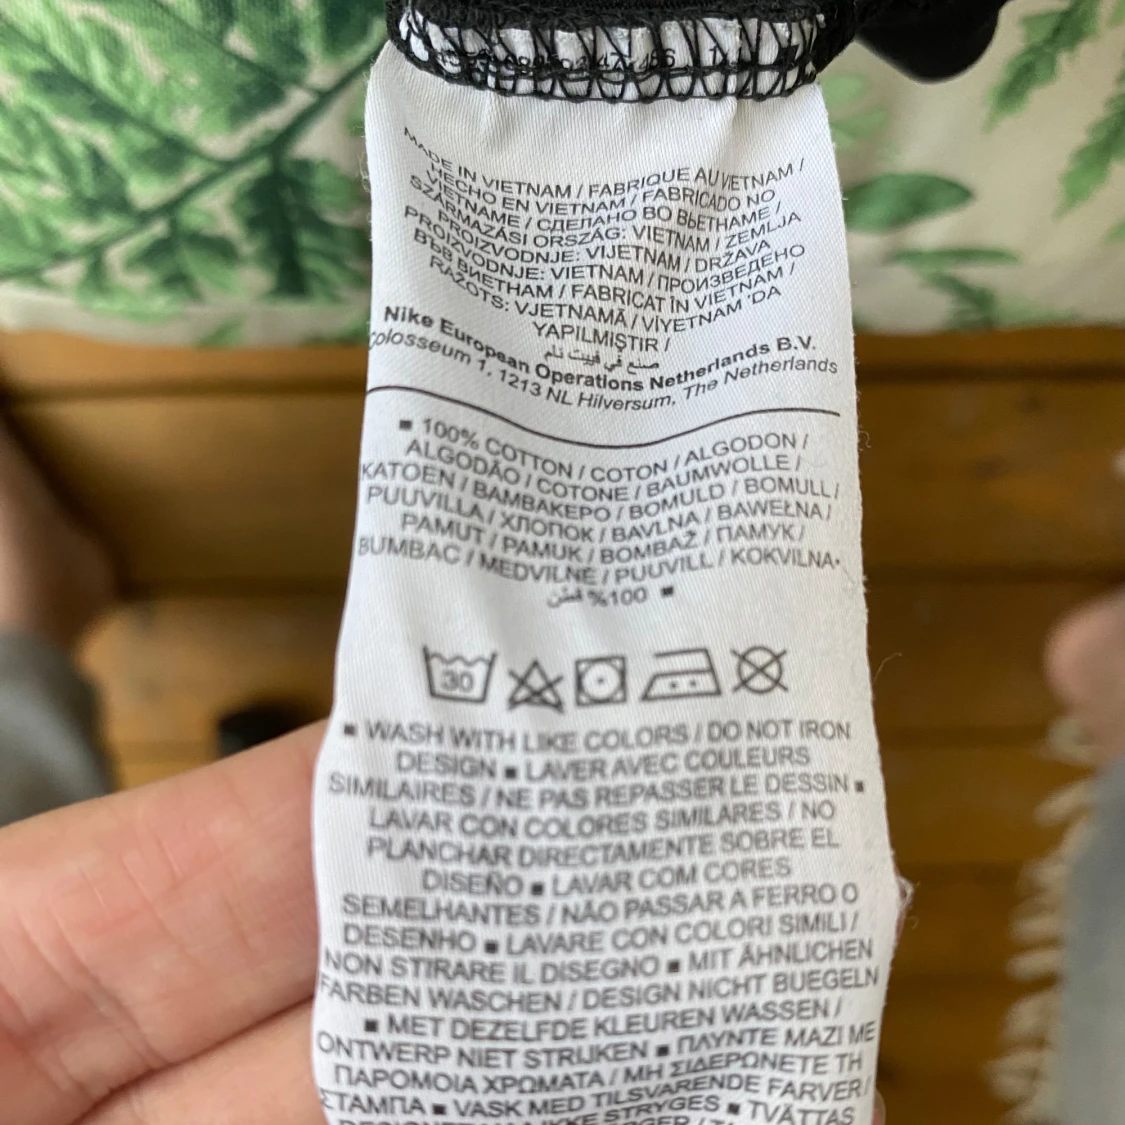 MADE IN VIETNAM / FABRIQUE AU VIETNAM /
HECHO EN VIETNAM / FABRICADO NO
VIETNAME / СДЕЛАНО ВО ВЬЕТНАМЕ /
SZÁRMAZÁSI ORSZÁG: VIETNAM / ZEMLJA
PROIZVODNJE: VIJETNAM / DRŽAVA
PROIZVODNJE: VIETNAM / ПРОИЗВЕДЕНО
ВЪВ ВИЕТНАМ / FABRICAT ÎN VIETNAM /
RAŽOTS: VJETNAMĀ / VİYETNAM 'DA
YAPILMIŞTIR /
صنع في فييت نام
Nike European Operations Netherlands B.V.
Colosseum 1, 1213 NL Hilversum, The Netherlands
■ 100% COTTON / COTON / ALGODON /
ALGODÃO / COTONE / BAUMWOLLE /
KATOEN / ΒΑΜΒΑΚΕΡΟ / BOMULD / BOMULL /
PUUVILLA / ХЛОПОК / BAVLNA / BAWEŁNA /
PAMUT / PAMUK / BOMBAŽ / ПАМУК /
BUMBAC / MEDVILNĖ / PUUVILL / KOKVILNA
%100 قطن ■
30
■ WASH WITH LIKE COLORS / DO NOT IRON
DESIGN ■ LAVER AVEC COULEURS
SIMILAIRES / NE PAS REPASSER LE DESSIN ■
LAVAR CON COLORES SIMILARES / NO
PLANCHAR DIRECTAMENTE SOBRE EL
DISEÑO ■ LAVAR COM CORES
SEMELHANTES / NÃO PASSAR A FERRO O
DESENHO ■ LAVARE CON COLORI SIMILI /
NON STIRARE IL DISEGNO ■ MIT ÄHNLICHEN
FARBEN WASCHEN / DESIGN NICHT BUEGELN
■ MET DEZELFDE KLEUREN WASSEN /
ONTWERP NIET STRIJKEN ■ ΠΛΥΝΤΕ ΜΑΖΙ ΜΕ
ΠΑΡΟΜΟΙΑ ΧΡΩΜΑΤΑ / ΜΗ ΣΙΔΕΡΩΝΕΤΕ ΤΗ
ΣΤΑΜΠΑ ■ VASK MED TILSVARENDE FARVER /
IKKE STRYGES ■ TVÄTTAS